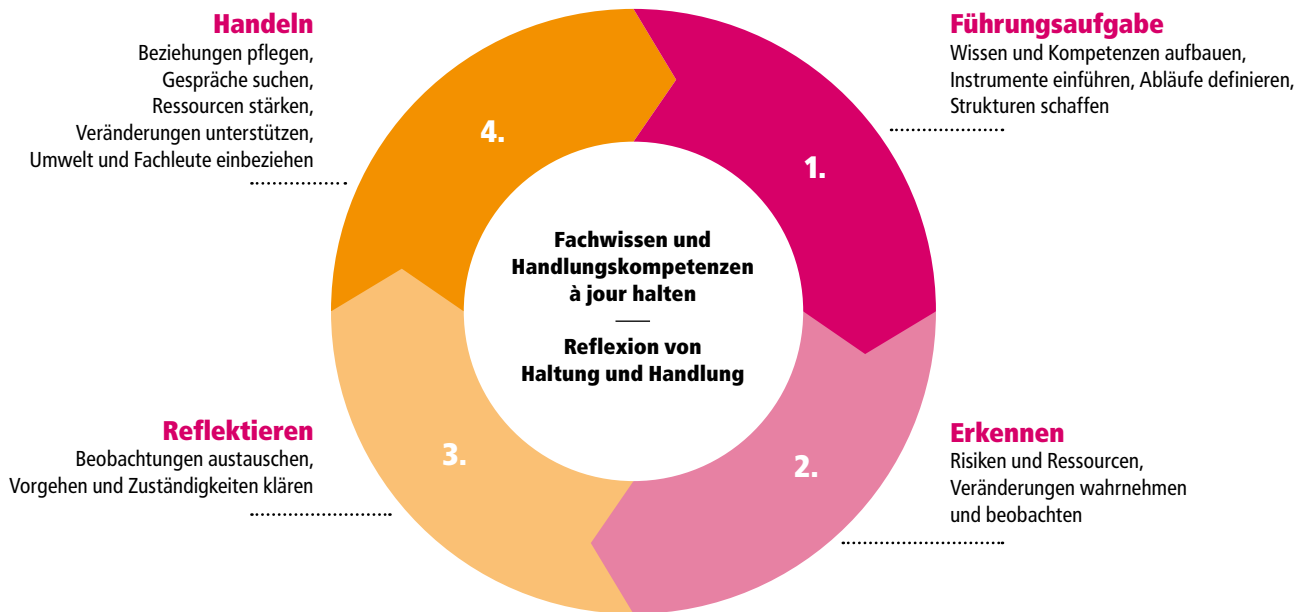 Handeln
Beziehungen pflegen,
Gespräche suchen,
Ressourcen stärken,
Veränderungen unterstützen,
Umwelt und Fachleute einbeziehen
Führungsaufgabe
Wissen und Kompetenzen aufbauen,
Instrumente einführen, Abläufe definieren,
Strukturen schaffen
4.
1.
Fachwissen und
Handlungskompetenzen
à jour halten
Reflexion von
Haltung und Handlung
Reflektieren
Beobachtungen austauschen,
Vorgehen und Zuständigkeiten klären
3.
2.
Erkennen
Risiken und Ressourcen,
Veränderungen wahrnehmen
und beobachten